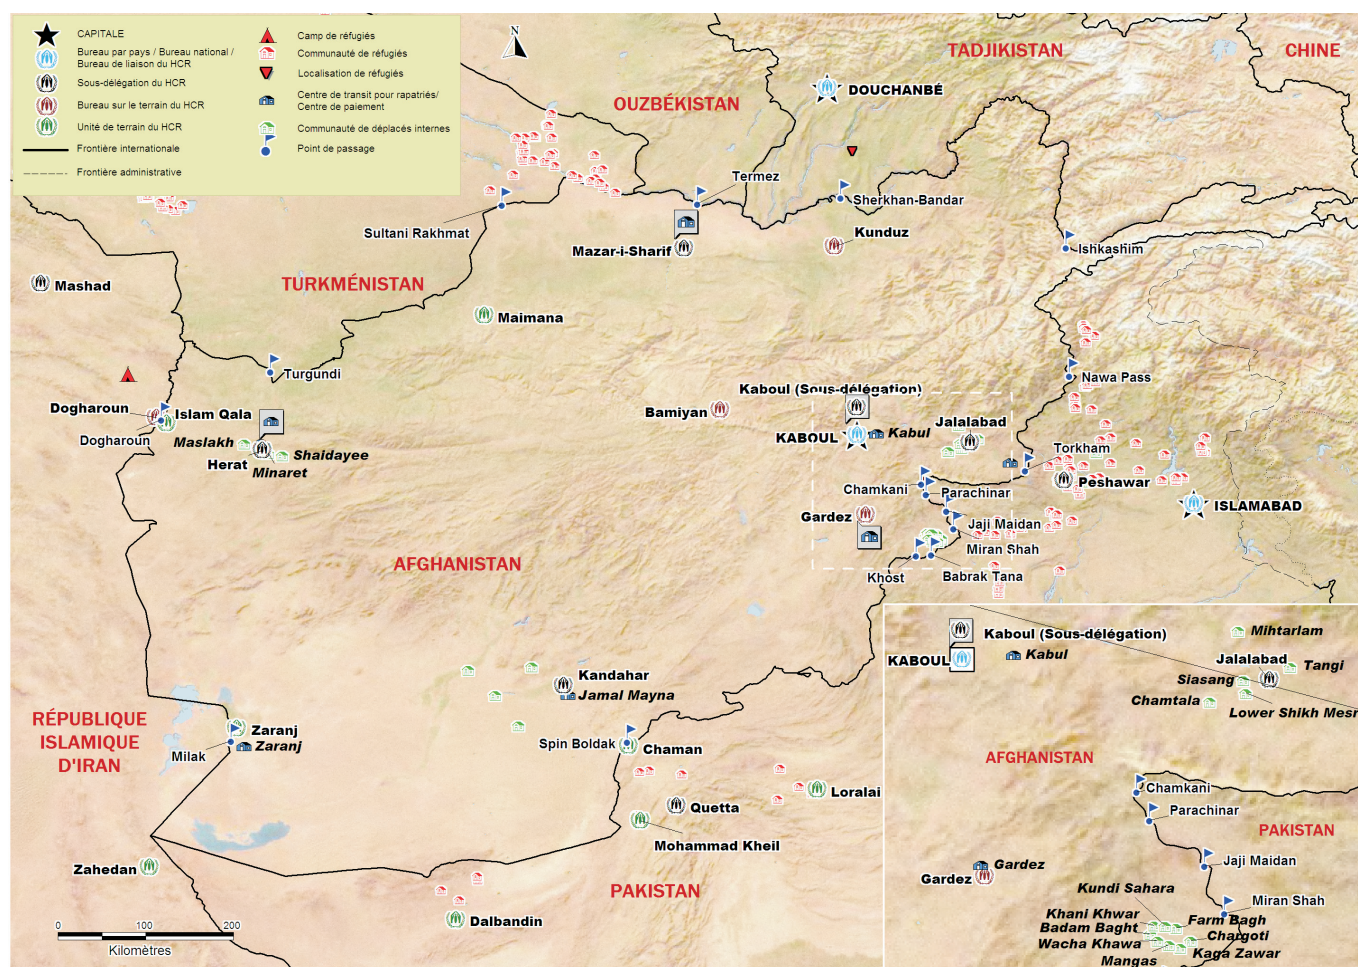 CAPITALE
Bureau par pays / Bureau national /
Bureau de liaison du HCR
Sous-délégation du HCR
Bureau sur le terrain du HCR
Unité de terrain du HCR
Frontière internationale
Frontière administrative
Camp de réfugiés
Communauté de réfugiés
Localisation de réfugiés
Centre de transit pour rapatriés/
Centre de paiement
Communauté de déplacés internes
Point de passage
N
TADJIKISTAN
CHINE
OUZBÉKISTAN
DOUCHANBÉ
Termez
Sherkhan-Bandar
Sultani Rakhmat
Kunduz
Mazar-i-Sharif
Ishkashim
Mashad
TURKMÉNISTAN
Maimana
Turgundi
Nawa Pass
Kaboul (Sous-délégation)
Dogharoun
Islam Qala
Bamiyan
Jalalabad
Dogharoun
Maslakh
KABOUL
Kabul
Shaidayee
Herat
Minaret
Torkham
Peshawar
Chamkani
Parachinar
ISLAMABAD
Gardez
Jaji Maidan
Miran Shah
AFGHANISTAN
Khost
Babrak Tana
Kandahar
Jamal Mayna
RÉPUBLIQUE
ISLAMIQUE
D'IRAN
Zaranj
Zaranj
Milak
Spin Boldak
Chaman
Loralai
Quetta
Mohammad Kheil
Zahedan
PAKISTAN
Dalbandin
0
100
200
Kilomètres
Kaboul (Sous-délégation)
KABOUL
Kabul
Mihtarlam
Jalalabad
Tangi
Siasang
Chamtala
Lower Shikh Mesr
AFGHANISTAN
Chamkani
Parachinar
PAKISTAN
Jaji Maidan
Gardez
Gardez
Kundi Sahara
Miran Shah
Khani Khwar
Farm Bagh
Badam Baght
Chargoti
Wacha Khawa
Kaga Zawar
Mangas